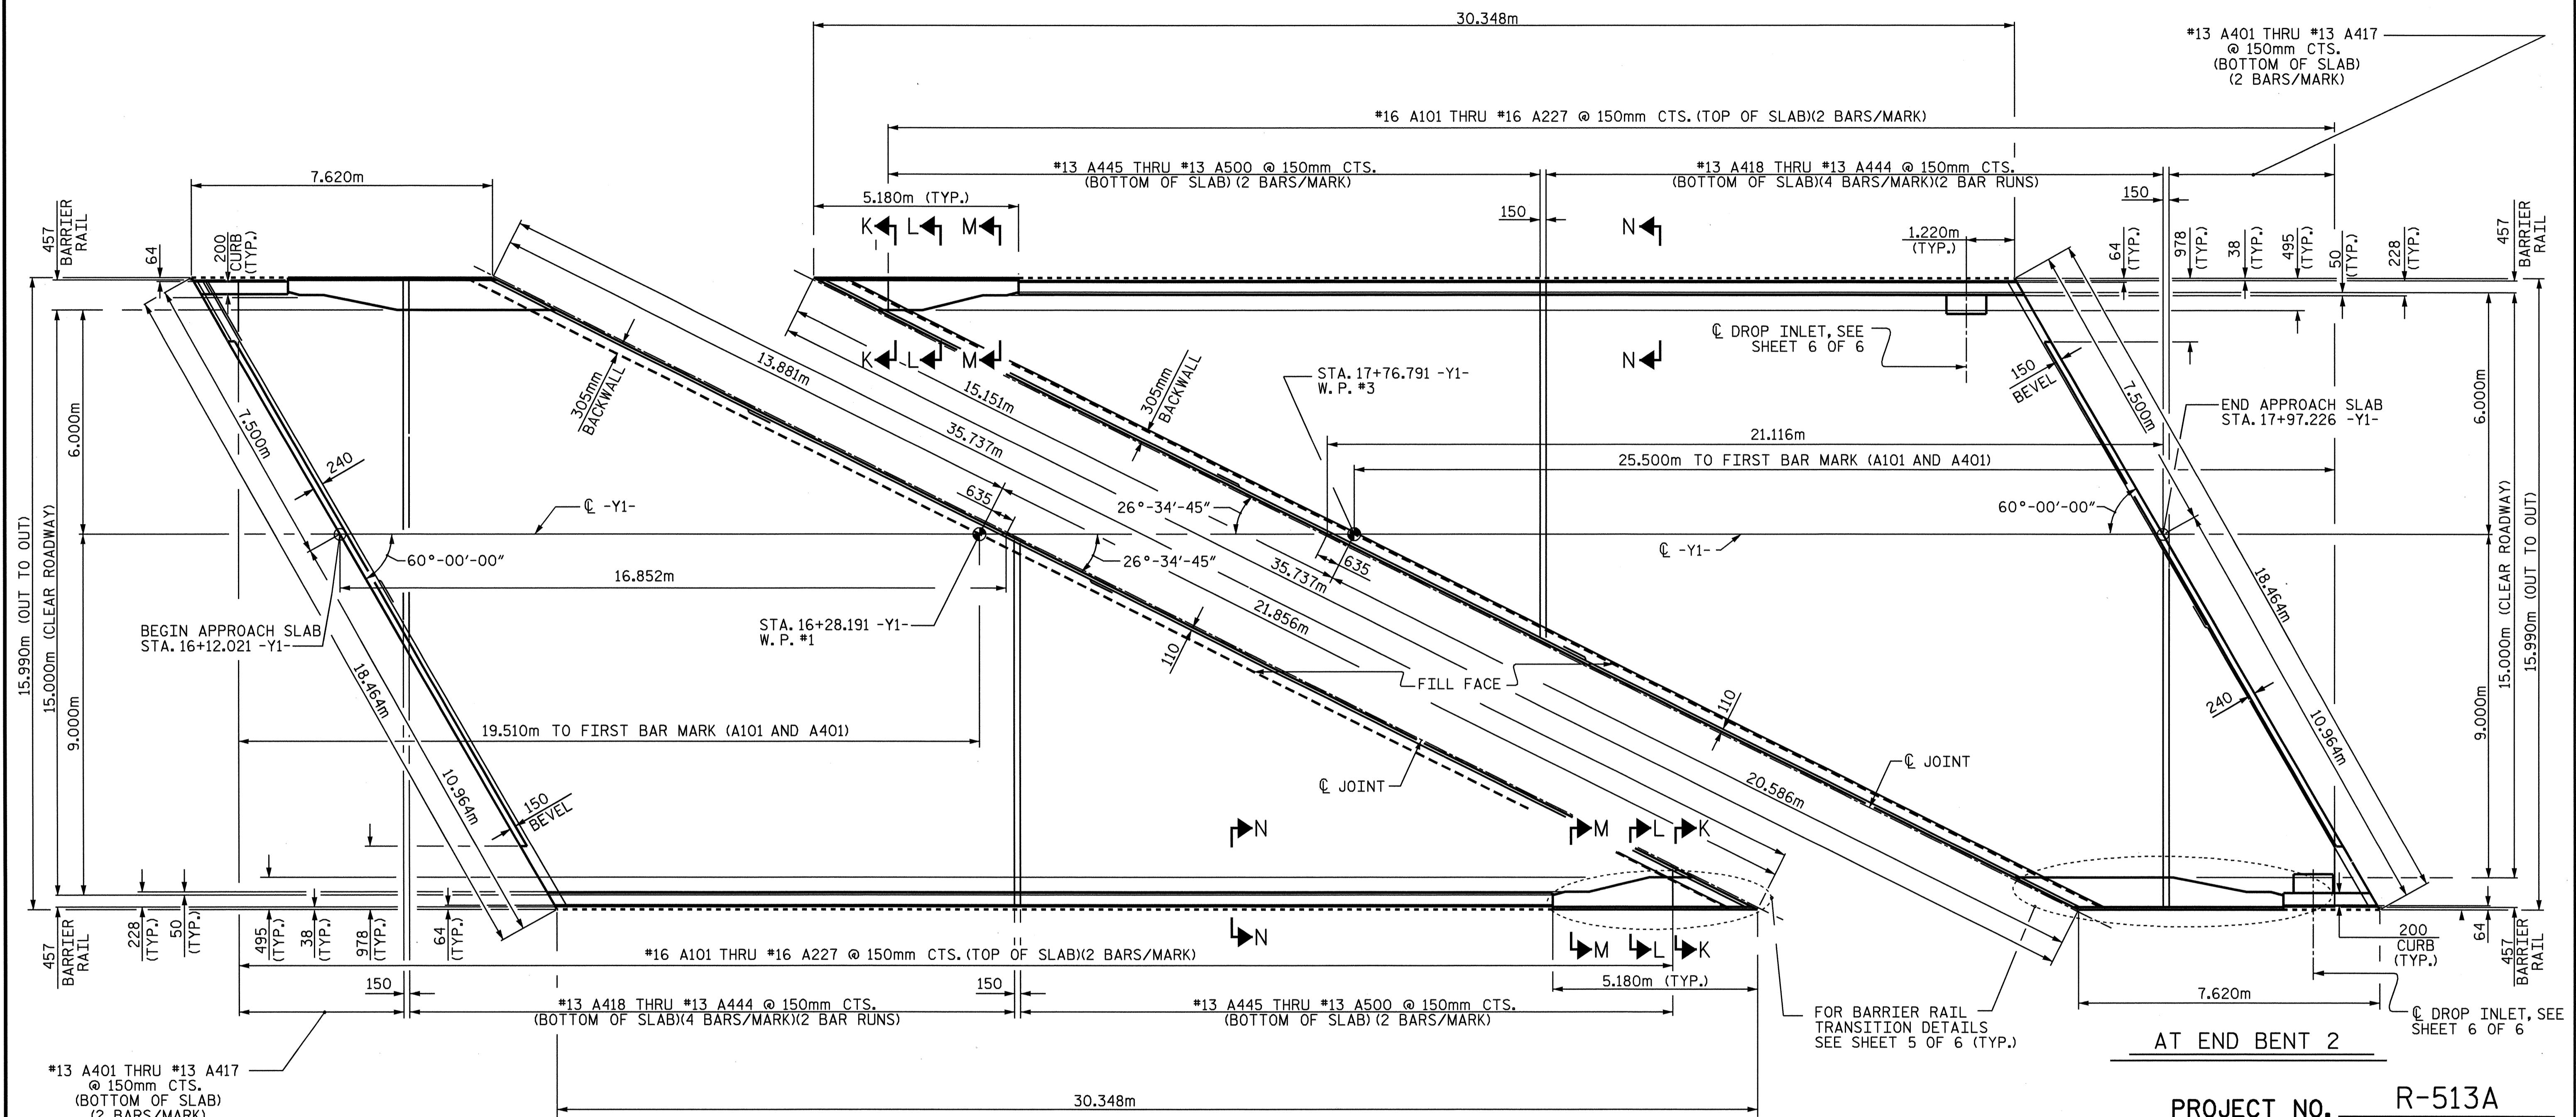 30.348m
#13 A401 THRU #13 A417
@ 150mm CTS.
(BOTTOM OF SLAB)
(2 BARS/MARK)
#16 A101 THRU #16 A227 @ 150mm CTS. (TOP OF SLAB)(2 BARS/MARK)
#13 A445 THRU #13 A500 @ 150mm CTS.
(BOTTOM OF SLAB) (2 BARS/MARK)
#13 A418 THRU #13 A444 @ 150mm CTS.
(BOTTOM OF SLAB)(4 BARS/MARK)(2 BAR RUNS)
7.620m
5.180m (TYP.)
150
150
457
BARRIER
RAIL
64
200
CURB
(TYP.)
K
L
M
N
1.220m
(TYP.)
64
(TYP.)
978
(TYP.)
38
(TYP.)
495
(TYP.)
50
(TYP.)
228
(TYP.)
457
BARRIER
RAIL
K
L
M
N
℄ DROP INLET, SEE
SHEET 6 OF 6
305mm
BACKWALL
13.881m
15.151m
305mm
BACKWALL
STA. 17+76.791 -Y1-
W.P. #3
150
BEVEL
7.500m
END APPROACH SLAB
STA. 17+97.226 -Y1-
6.000m
7.500m
240
35.737m
21.116m
25.500m TO FIRST BAR MARK (A101 AND A401)
6.000m
℄ -Y1-
635
26°-34'-45"
60°-00'-00"
60°-00'-00"
26°-34'-45"
635
℄ -Y1-
16.852m
35.737m
15.990m (OUT TO OUT)
15.000m (CLEAR ROADWAY)
15.000m (CLEAR ROADWAY)
15.990m (OUT TO OUT)
BEGIN APPROACH SLAB
STA. 16+12.021 -Y1-
STA. 16+28.191 -Y1-
W.P. #1
21.856m
18.464m
110
FILL FACE
18.464m
9.000m
19.510m TO FIRST BAR MARK (A101 AND A401)
110
240
10.964m
9.000m
10.964m
150
BEVEL
℄ JOINT
℄ JOINT
20.586m
N
M
L
K
228
(TYP.)
50
(TYP.)
495
(TYP.)
38
(TYP.)
978
(TYP.)
64
(TYP.)
457
BARRIER
RAIL
N
M
L
K
200
CURB
(TYP.)
64
457
BARRIER
RAIL
#16 A101 THRU #16 A227 @ 150mm CTS. (TOP OF SLAB)(2 BARS/MARK)
150
150
5.180m (TYP.)
7.620m
#13 A418 THRU #13 A444 @ 150mm CTS.
(BOTTOM OF SLAB)(4 BARS/MARK)(2 BAR RUNS)
#13 A445 THRU #13 A500 @ 150mm CTS.
(BOTTOM OF SLAB) (2 BARS/MARK)
FOR BARRIER RAIL
TRANSITION DETAILS
SEE SHEET 5 OF 6 (TYP.)
℄ DROP INLET, SEE
SHEET 6 OF 6
AT END BENT 2
#13 A401 THRU #13 A417
@ 150mm CTS.
(BOTTOM OF SLAB)
(2 BARS/MARK)
30.348m
PROJECT NO. R-513A